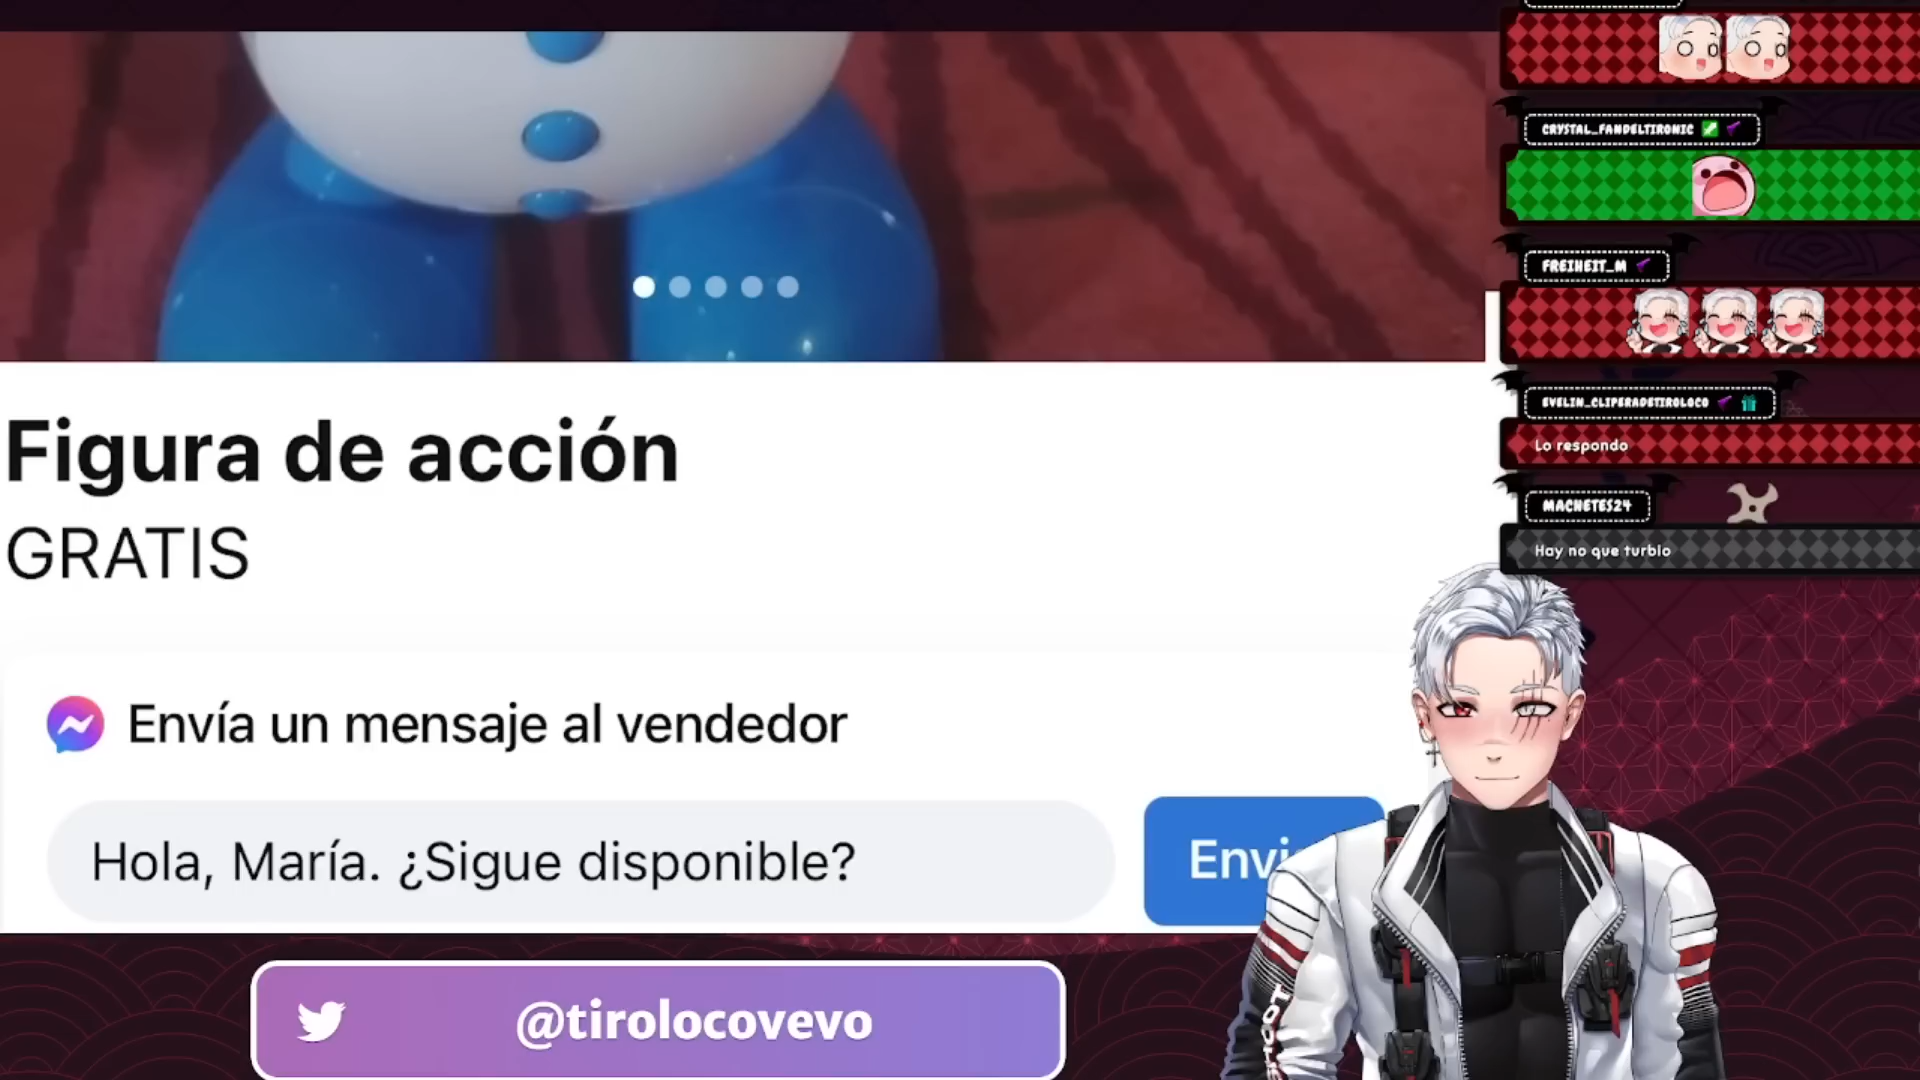 Figura de acción
GRATIS
Envía un mensaje al vendedor
Hola, María. ¿Sigue disponible?
Envi
@tirolocovevo
CRYSTAL_FANDELTIRONIC
FREIHEIT_M
EVELIN_CLIPERADETIROLOCO
Lo respondo
MACHETES24
Hay no que turbio